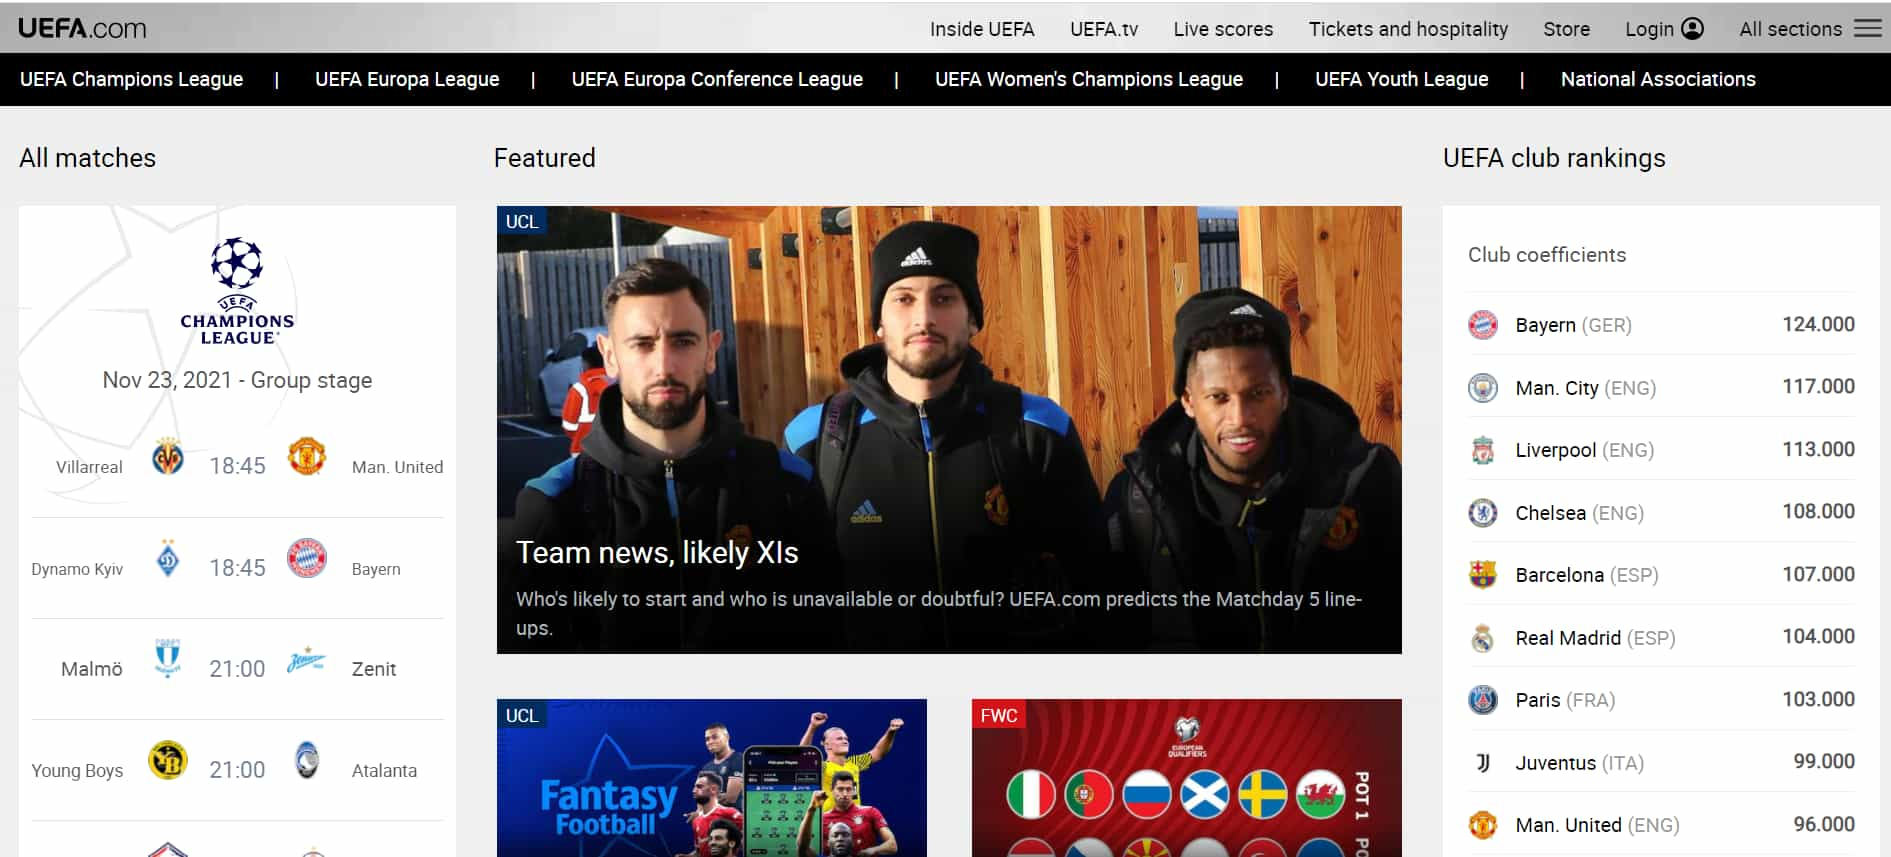 UEFA.com
Inside UEFA
UEFA.tv
Live scores
Tickets and hospitality
Store
Login
All sections
UEFA Champions League | UEFA Europa League | UEFA Europa Conference League | UEFA Women's Champions League | UEFA Youth League | National Associations
All matches
UEFA
CHAMPIONS
LEAGUE
Nov 23, 2021 - Group stage
Villarreal 18:45 Man. United
Dynamo Kyiv 18:45 Bayern
Malmö 21:00 Zenit
Young Boys 21:00 Atalanta
Featured
UCL
adidas
adidas
Team news, likely XIs
Who's likely to start and who is unavailable or doubtful? UEFA.com predicts the Matchday 5 line-
ups.
UCL
Fantasy
Football
FWC
EUROPEAN
QUALIFIERS
POT 1
UEFA club rankings
Club coefficients
Bayern (GER) 124.000
Man. City (ENG) 117.000
Liverpool (ENG) 113.000
Chelsea (ENG) 108.000
Barcelona (ESP) 107.000
Real Madrid (ESP) 104.000
Paris (FRA) 103.000
Juventus (ITA) 99.000
Man. United (ENG) 96.000